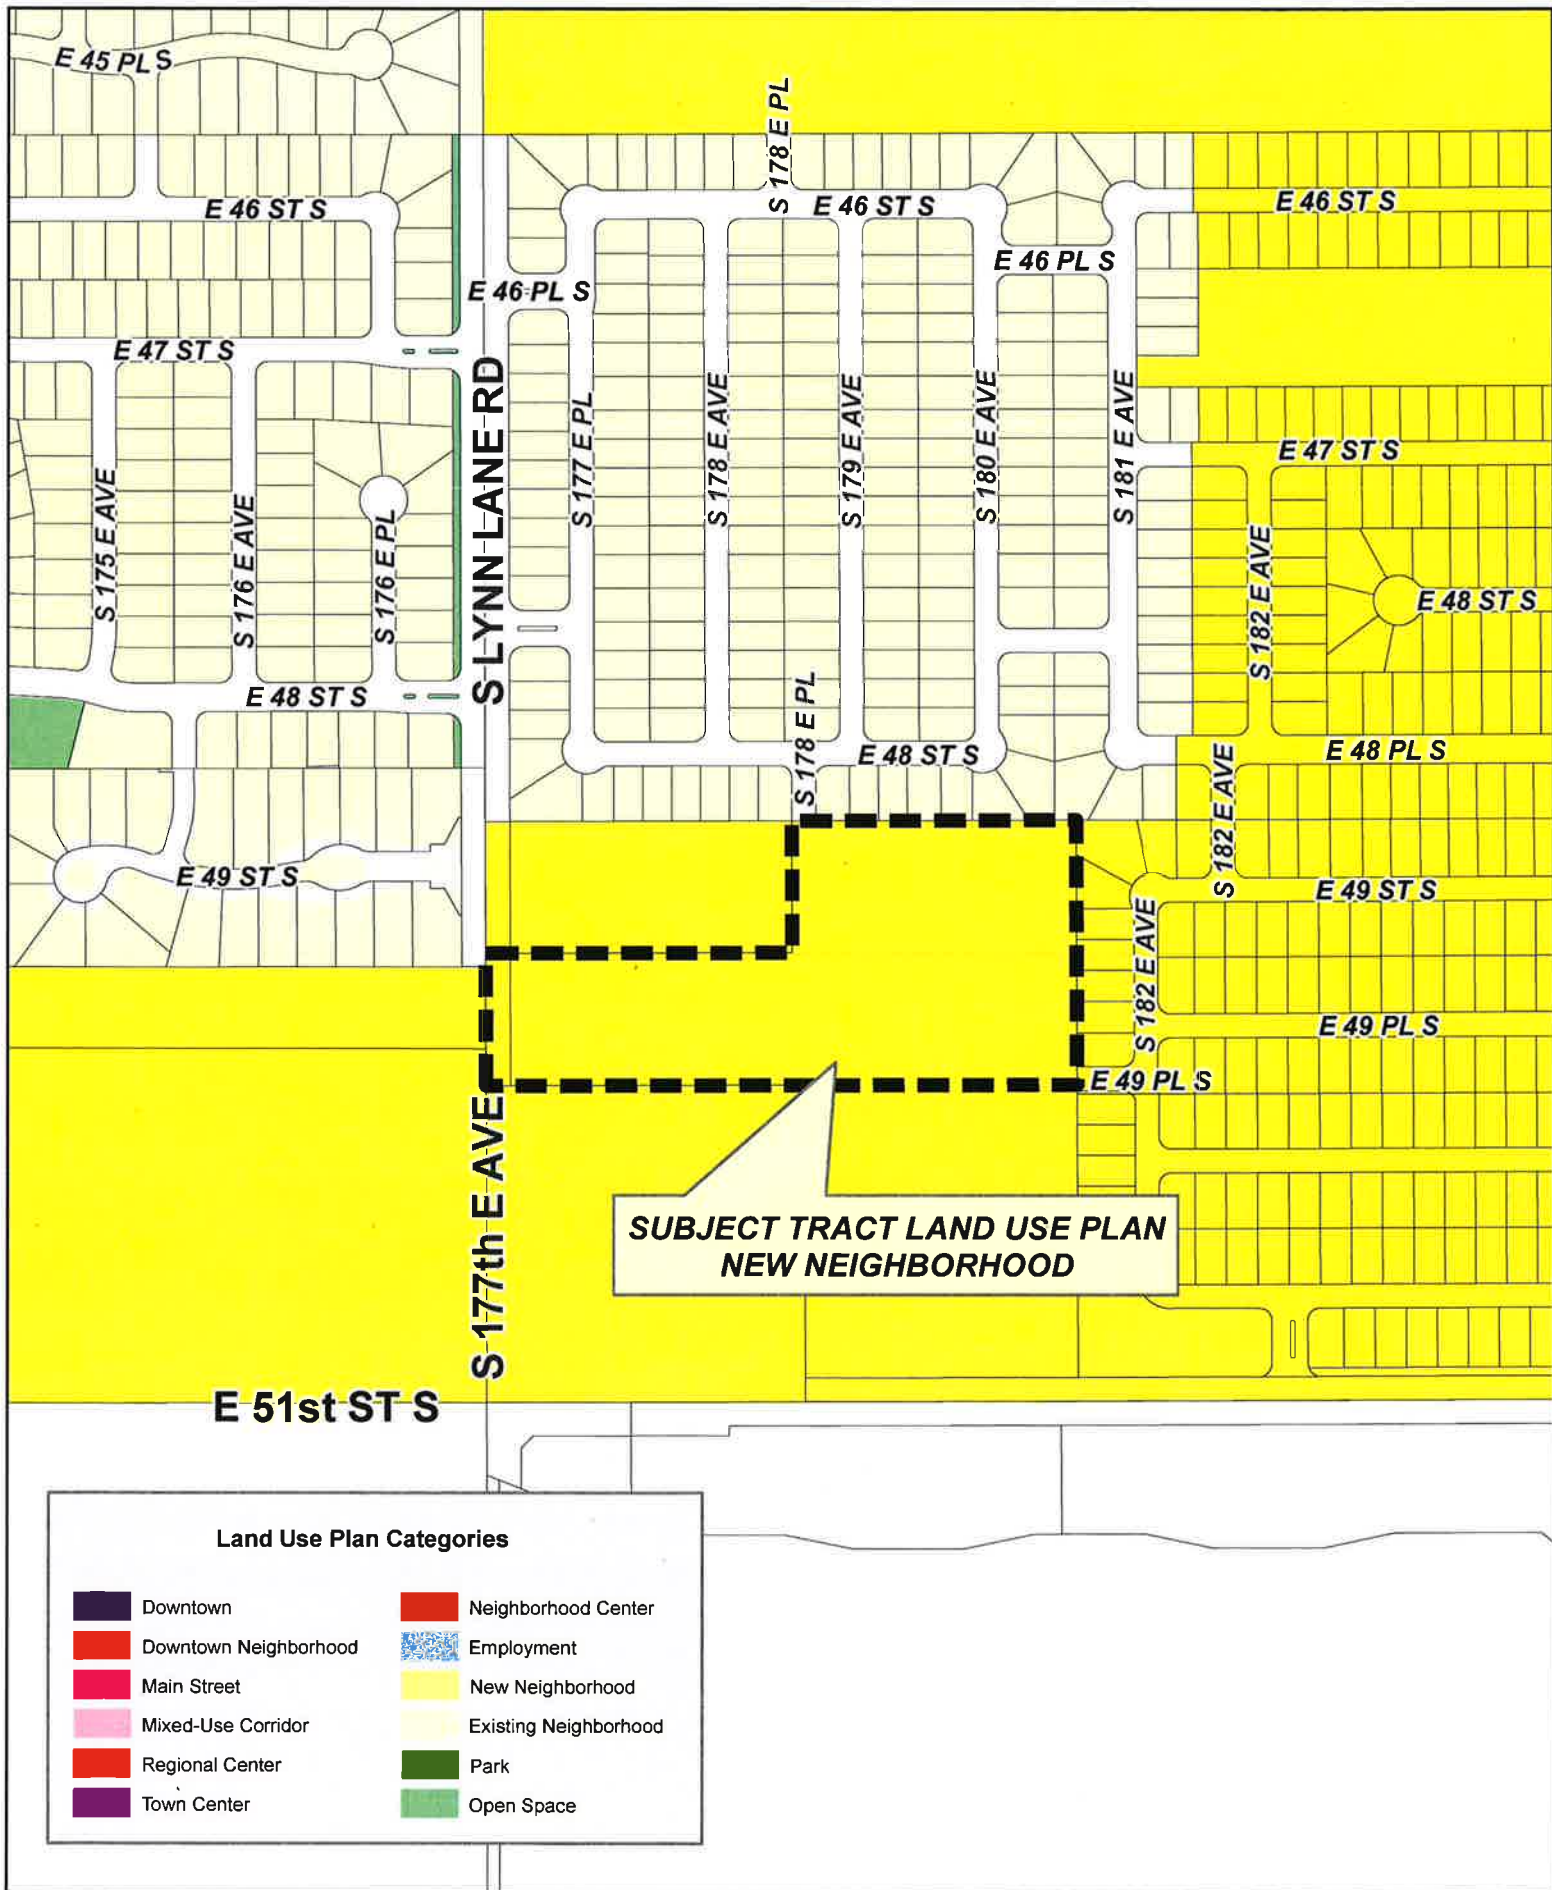 E 45 PL S
S 178 E PL
E 46 ST S
E 46 ST S
E 46 ST S
E 46 PL S
E 46 PL S
E 47 ST S
S LYNN LANE RD
S 177 E PL
S 178 E AVE
S 179 E AVE
S 180 E AVE
S 181 E AVE
E 47 ST S
S 175 E AVE
S 176 E AVE
S 176 E PL
S 182 E AVE
E 48 ST S
E 48 ST S
S 178 E PL
E 48 ST S
S 182 E AVE
E 48 PL S
E 49 ST S
E 49 ST S
S 182 E AVE
E 49 PL S
E 49 PL S
S 177th E AVE
SUBJECT TRACT LAND USE PLAN
NEW NEIGHBORHOOD
E 51st ST S
Land Use Plan Categories
Downtown
Downtown Neighborhood
Main Street
Mixed-Use Corridor
Regional Center
Town Center
Neighborhood Center
Employment
New Neighborhood
Existing Neighborhood
Park
Open Space